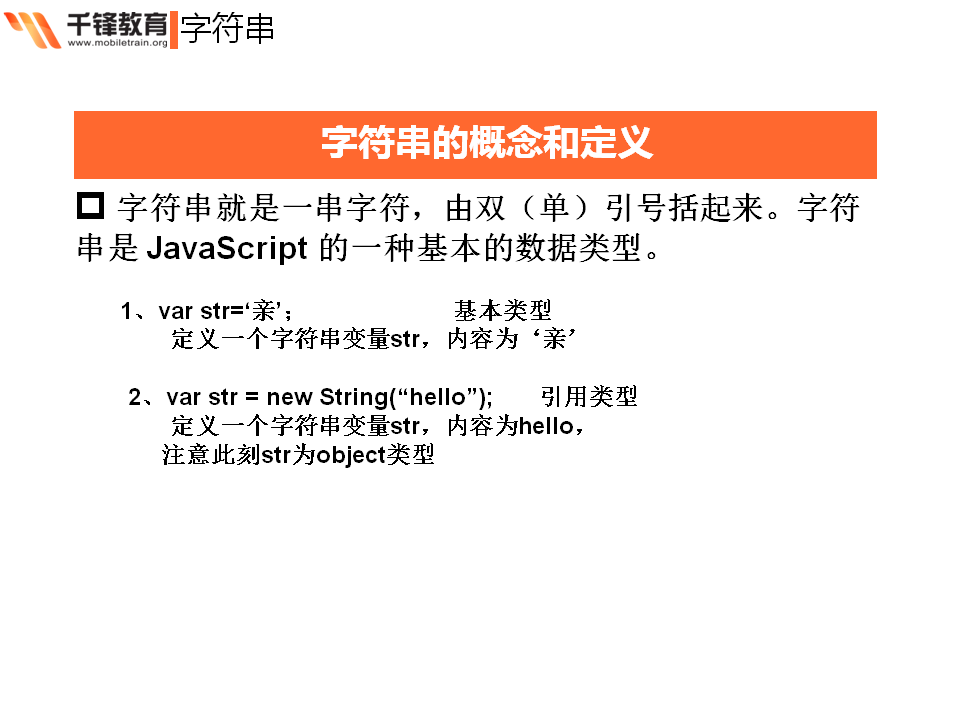 千锋教育 字符串
www.mobiletrain.org
字符串的概念和定义
字符串就是一串字符，由双（单）引号括起来。字符
串是 JavaScript 的一种基本的数据类型。
1、var str=‘亲’； 基本类型
定义一个字符串变量str，内容为‘亲’
2、var str = new String(“hello”); 引用类型
定义一个字符串变量str，内容为hello，
注意此刻str为object类型